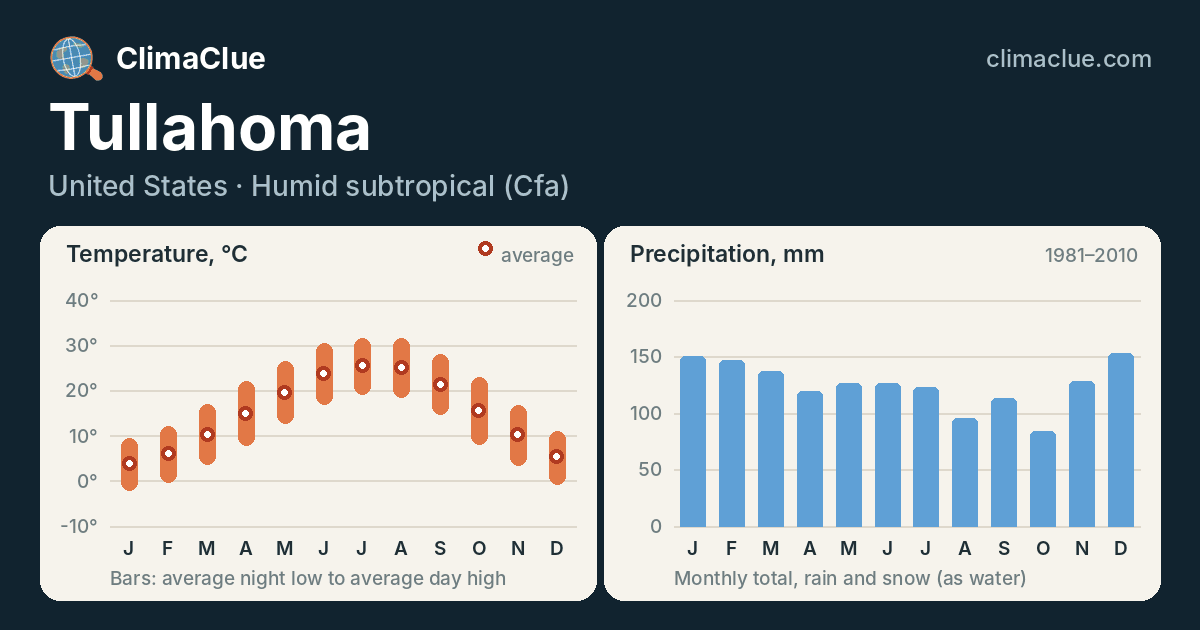 ClimaClue
climaclue.com
Tullahoma
United States · Humid subtropical (Cfa)
Temperature, °C
average
40°
30°
20°
10°
0°
-10°
J F M A M J J A S O N D
Bars: average night low to average day high
Precipitation, mm
1981–2010
200
150
100
50
0
J F M A M J J A S O N D
Monthly total, rain and snow (as water)